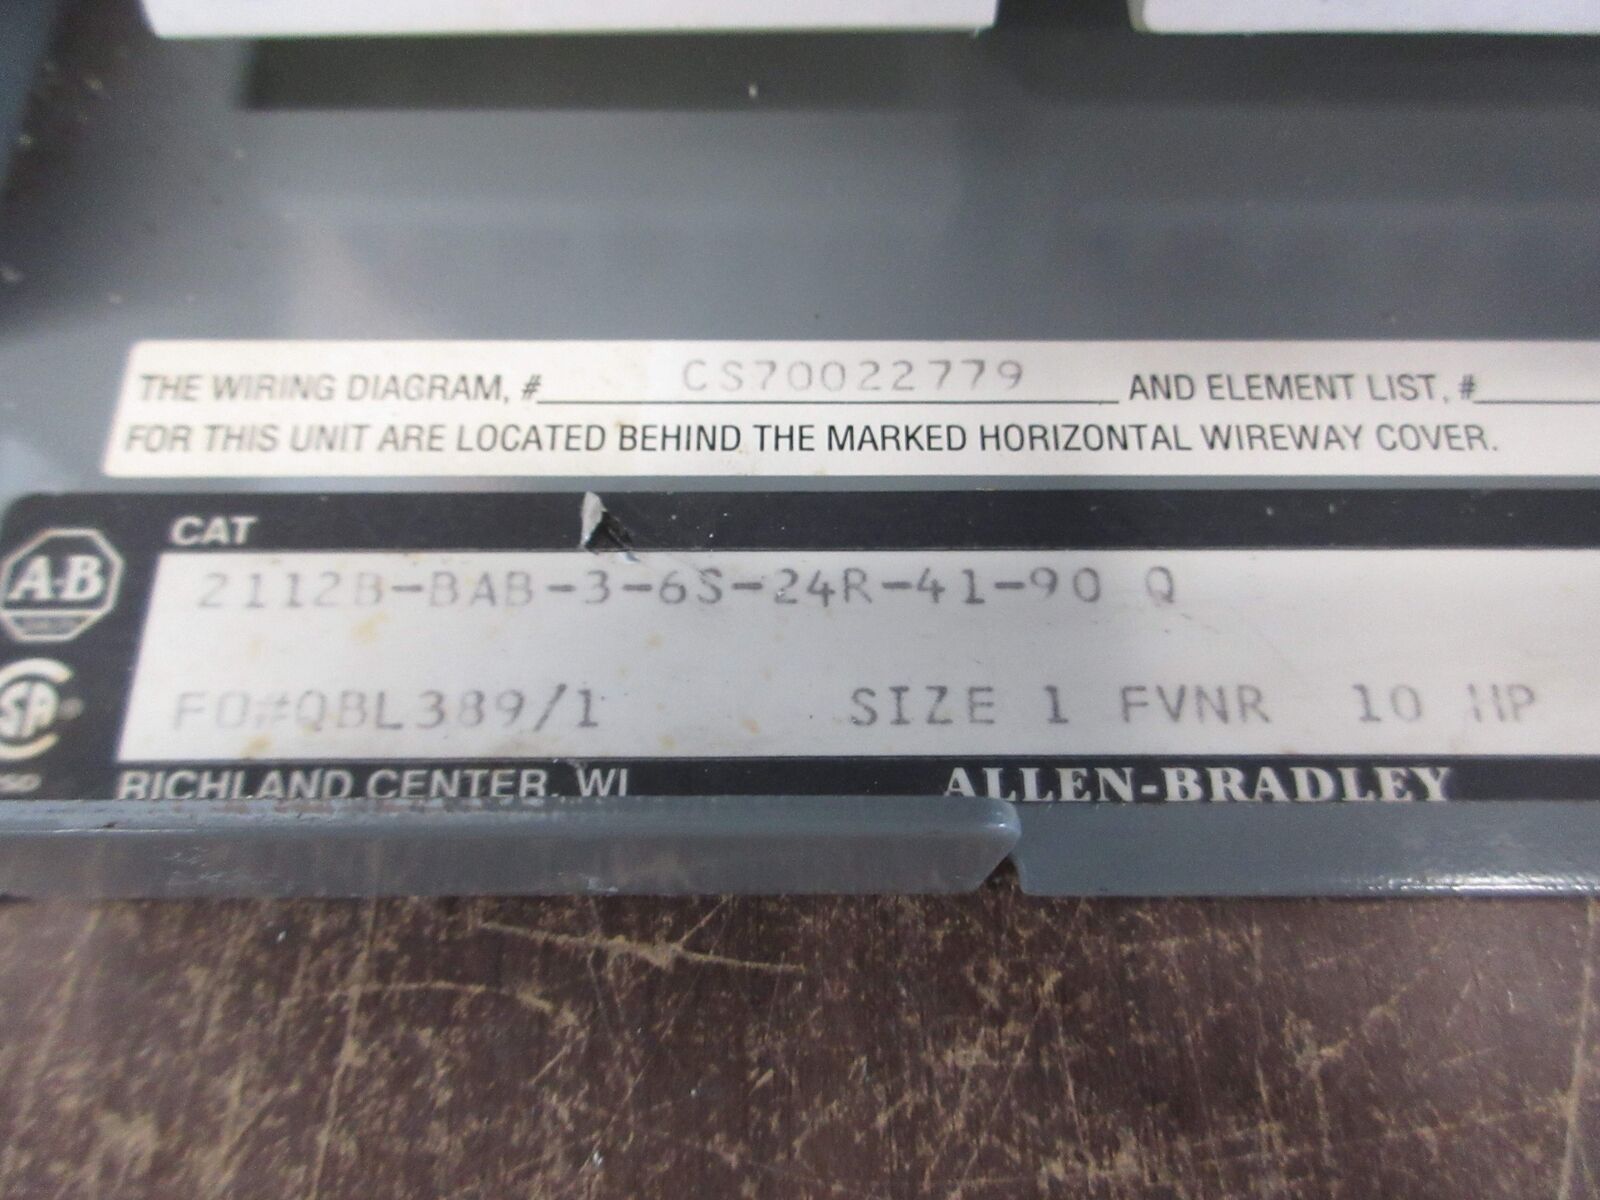 THE WIRING DIAGRAM, # CS70022779 AND ELEMENT LIST, #
FOR THIS UNIT ARE LOCATED BEHIND THE MARKED HORIZONTAL WIREWAY COVER.
CAT
A-B
2112B-BAB-3-6S-24R-41-90 Q
SA
FO#QBL389/1 SIZE 1 FVNR 10 HP
RICHLAND CENTER, WI ALLEN-BRADLEY